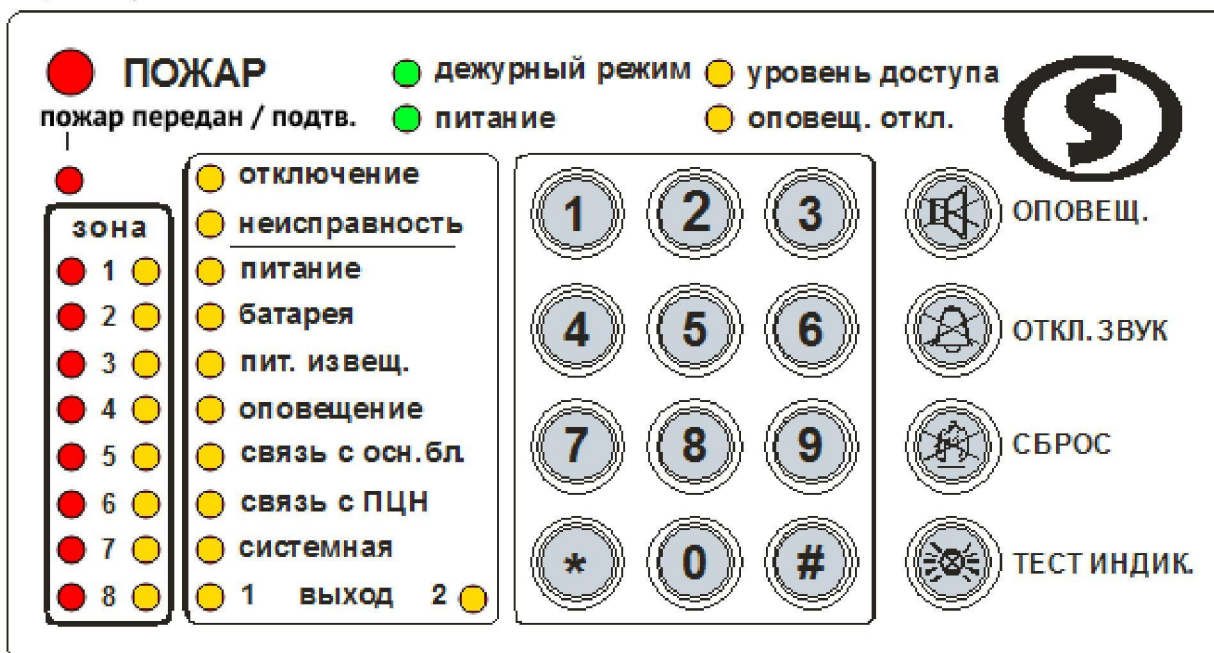 ПОЖАР
пожар передан / подтв.
дежурный режим
питание
уровень доступа
оповещ. откл.
S
зона
1
2
3
4
5
6
7
8
отключение
неисправность
питание
батарея
пит. извещ.
оповещение
связь с осн.бл.
связь с ПЦН
системная
1 выход 2
1 2 3
4 5 6
7 8 9
* 0 #
ОПОВЕЩ.
ОТКЛ. ЗВУК
СБРОС
ТЕСТ ИНДИК.